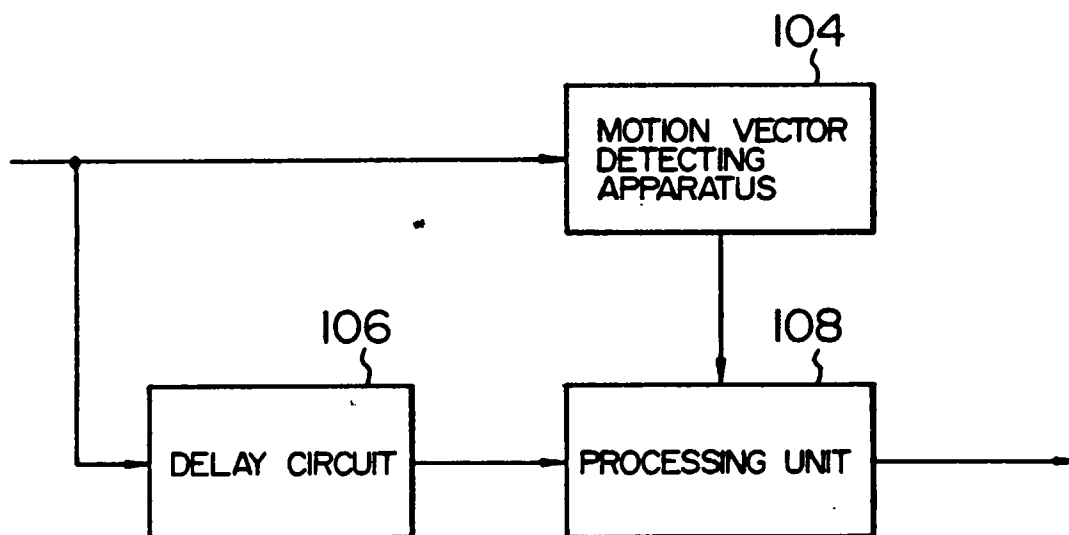 104
MOTION VECTOR
DETECTING
APPARATUS
106
108
DELAY CIRCUIT
PROCESSING UNIT